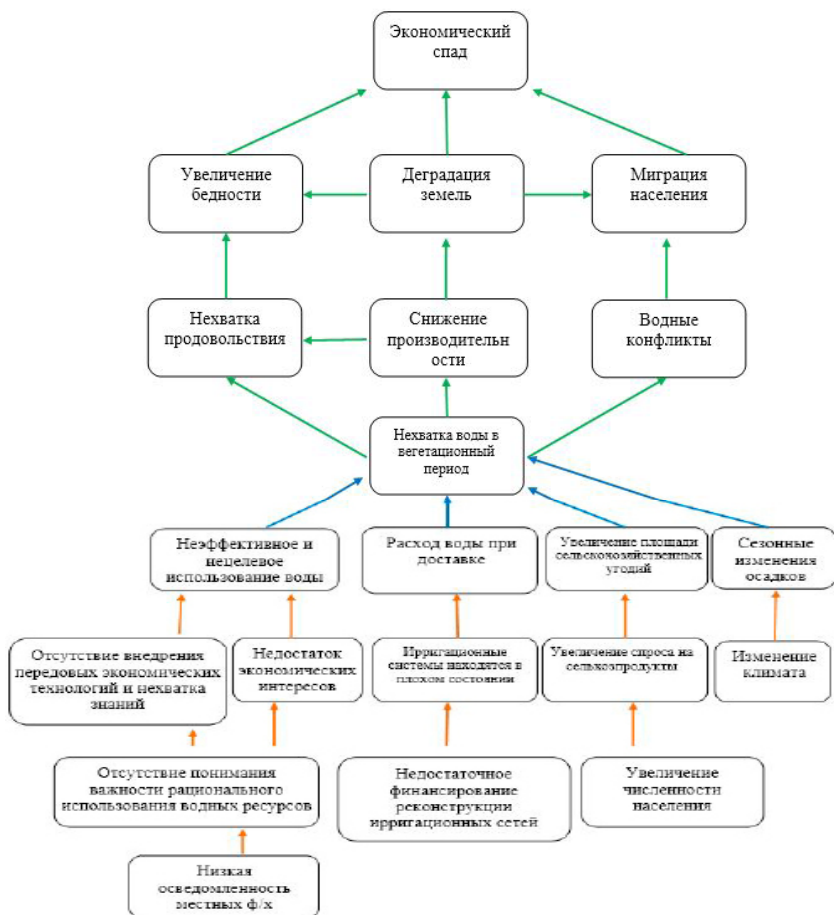 Экономический
спад
Увеличение
бедности
Деградация
земель
Миграция
населения
Нехватка
продовольствия
Снижение
производительн
ости
Водные
конфликты
Нехватка воды в
вегетационный
период
Неэффективное и
нецелевое
использование воды
Расход воды при
доставке
Увеличение площади
сельскохозяйственных
угодий
Сезонные
изменения
осадков
Отсутствие внедрения
передовых экономических
технологий и нехватка
знаний
Недостаток
экономических
интересов
Ирригационные
системы находятся в
плохом состоянии
Увеличение спроса на
сельхозпродукты
Изменение
климата
Отсутствие понимания
важности рационального
использования водных ресурсов
Недостаточное
финансирование
реконструкции
ирригационных сетей
Увеличение
численности
населения
Низкая
осведомленность
местных ф/х